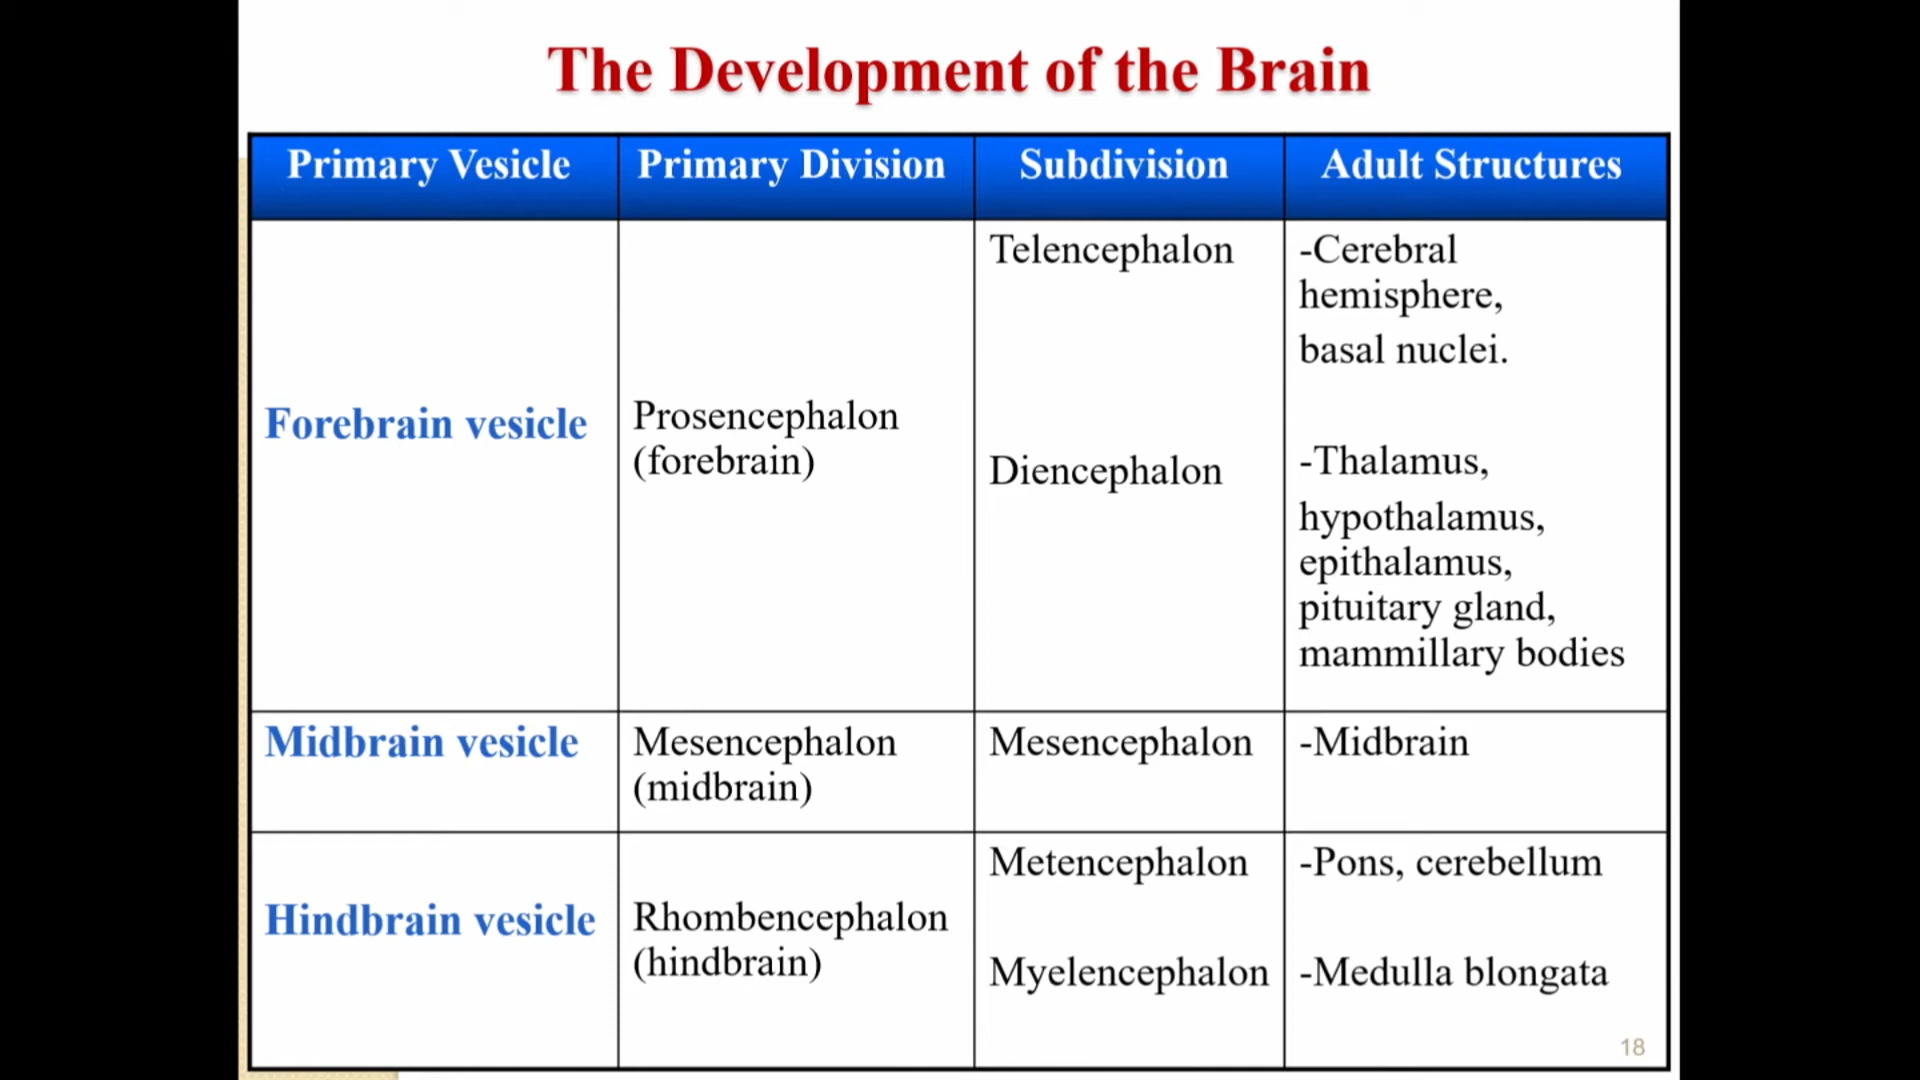 The Development of the Brain
Primary Vesicle
Primary Division
Subdivision
Adult Structures
Forebrain vesicle
Prosencephalon
(forebrain)
Telencephalon
Diencephalon
-Cerebral
hemisphere,
basal nuclei.
-Thalamus,
hypothalamus,
epithalamus,
pituitary gland,
mammillary bodies
Midbrain vesicle
Mesencephalon
(midbrain)
Mesencephalon
-Midbrain
Hindbrain vesicle
Rhombencephalon
(hindbrain)
Metencephalon
Myelencephalon
-Pons, cerebellum
-Medulla blongata
18